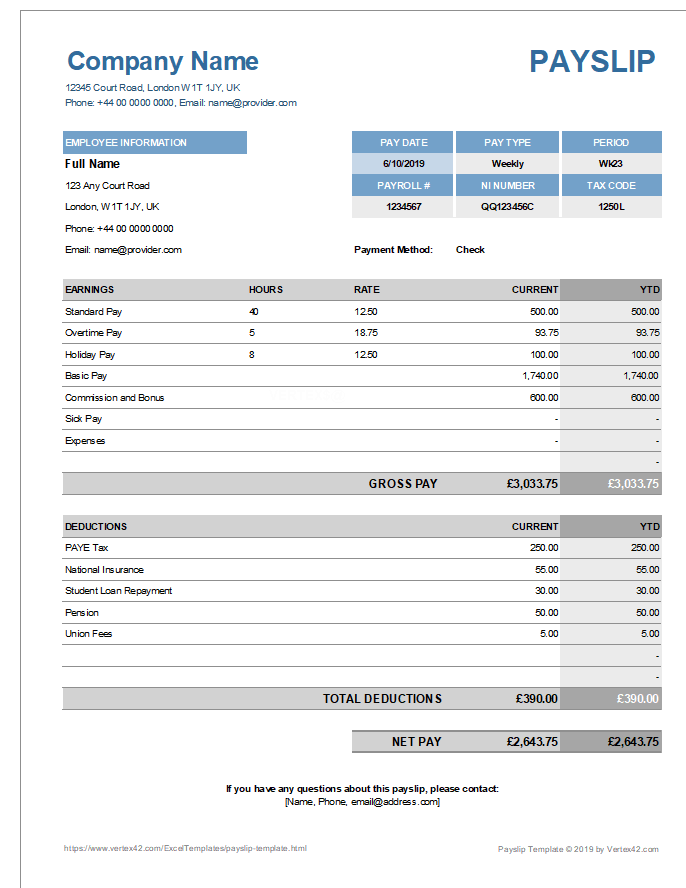 Company Name PAYSLIP
12345 Court Road, London W1T 1JY, UK
Phone: +44 00 0000 0000, Email: name@provider.com
EMPLOYEE INFORMATION PAY DATE PAY TYPE PERIOD
Full Name 6/10/2019 Weekly Wk23
123 Any Court Road PAYROLL # NI NUMBER TAX CODE
London, W1T 1JY, UK 1234567 QQ123456C 1250L
Phone: +44 00 0000 0000
Email: name@provider.com Payment Method: Check
EARNINGS HOURS RATE CURRENT YTD
Standard Pay 40 12.50 500.00 500.00
Overtime Pay 5 18.75 93.75 93.75
Holiday Pay 8 12.50 100.00 100.00
Basic Pay 1,740.00 1,740.00
Commission and Bonus 600.00 600.00
Sick Pay - -
Expenses - -
-
GROSS PAY £3,033.75 £3,033.75
DEDUCTIONS CURRENT YTD
PAYE Tax 250.00 250.00
National Insurance 55.00 55.00
Student Loan Repayment 30.00 30.00
Pension 50.00 50.00
Union Fees 5.00 5.00
-
-
TOTAL DEDUCTIONS £390.00 £390.00
NET PAY £2,643.75 £2,643.75
If you have any questions about this payslip, please contact:
[Name, Phone, email@address.com]
https://www.vertex42.com/ExcelTemplates/payslip-template.html Payslip Template © 2019 by Vertex42.com